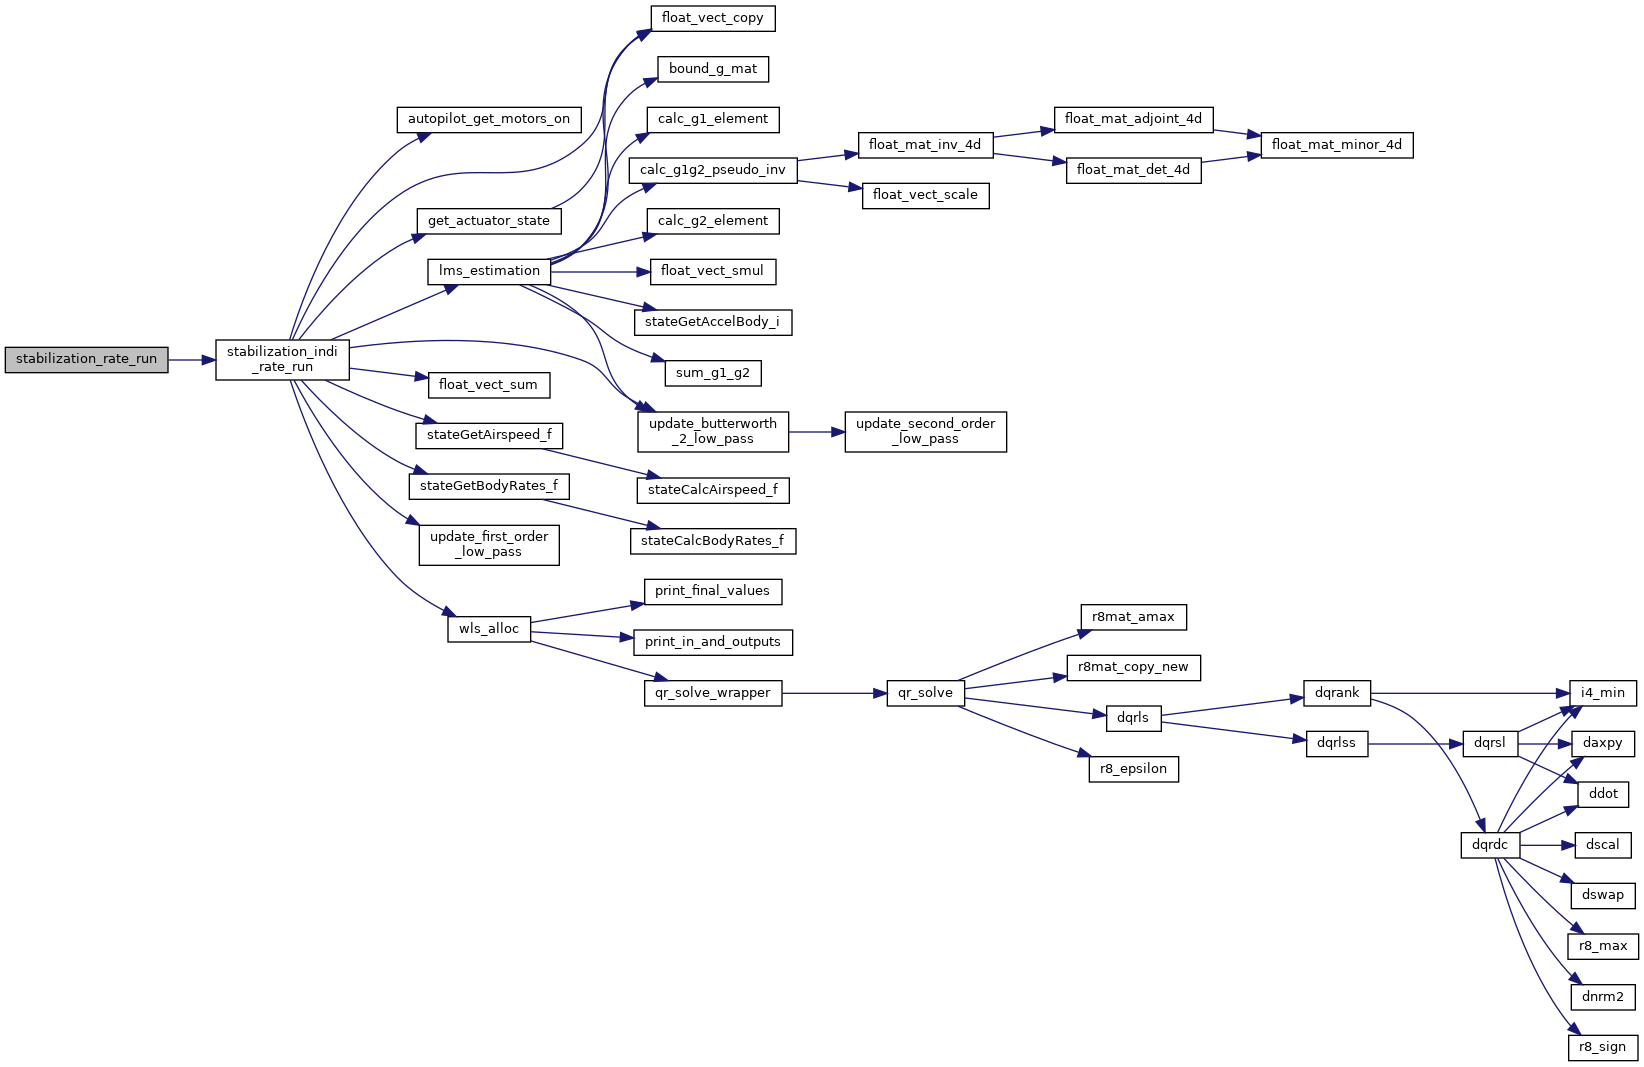 stabilization_rate_run
stabilization_indi
_rate_run
autopilot_get_motors_on
get_actuator_state
lms_estimation
float_vect_sum
stateGetAirspeed_f
stateGetBodyRates_f
update_first_order
_low_pass
wls_alloc
float_vect_copy
bound_g_mat
calc_g1_element
calc_g1g2_pseudo_inv
calc_g2_element
float_vect_smul
stateGetAccelBody_i
sum_g1_g2
update_butterworth
_2_low_pass
stateCalcAirspeed_f
stateCalcBodyRates_f
print_final_values
print_in_and_outputs
qr_solve_wrapper
float_mat_inv_4d
float_vect_scale
update_second_order
_low_pass
qr_solve
float_mat_adjoint_4d
float_mat_det_4d
r8mat_amax
r8mat_copy_new
dqrls
r8_epsilon
float_mat_minor_4d
dqrank
dqrlss
dqrsl
dqrdc
i4_min
daxpy
ddot
dscal
dswap
r8_max
dnrm2
r8_sign